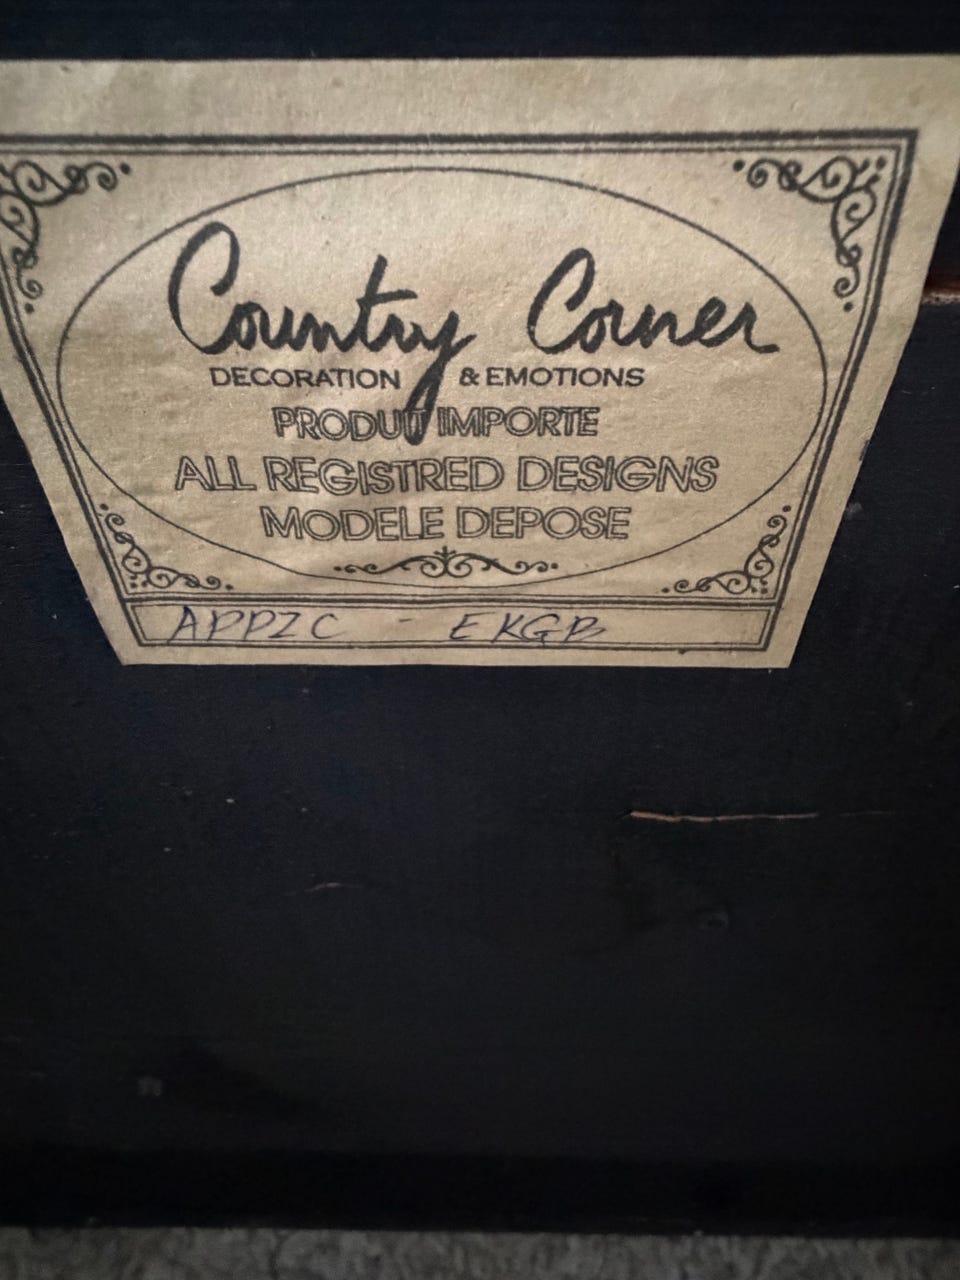 Country Corner
DECORATION & EMOTIONS
PRODUIT IMPORTE
ALL REGISTRED DESIGNS
MODELE DEPOSE
APPZC - EKGB